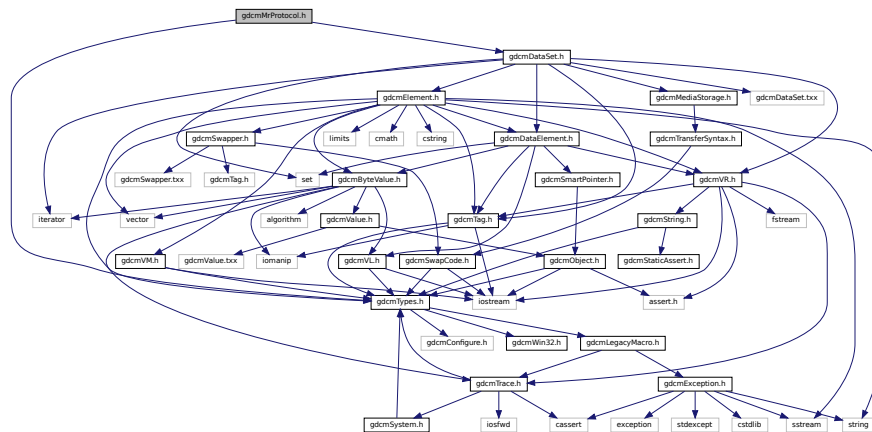 gdcmMrProtocol.h
gdcmDataSet.h
gdcmElement.h
gdcmMediaStorage.h
gdcmDataSet.txx
gdcmSwapper.h
limits
cmath
cstring
gdcmDataElement.h
gdcmTransferSyntax.h
gdcmSwapper.txx
gdcmTag.h
set
gdcmByteValue.h
gdcmSmartPointer.h
gdcmVR.h
iterator
vector
algorithm
gdcmValue.h
gdcmTag.h
gdcmString.h
fstream
gdcmVM.h
gdcmValue.txx
iomanip
gdcmVL.h
gdcmSwapCode.h
gdcmObject.h
gdcmStaticAssert.h
gdcmTypes.h
iostream
assert.h
gdcmConfigure.h
gdcmWin32.h
gdcmLegacyMacro.h
gdcmTrace.h
gdcmException.h
gdcmSystem.h
iosfwd
cassert
exception
stdexcept
cstdlib
sstream
string